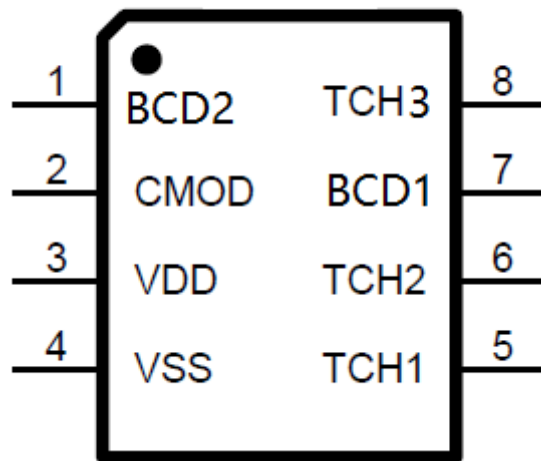 1 BCD2 TCH3 8
2 CMOD BCD1 7
3 VDD TCH2 6
4 VSS TCH1 5